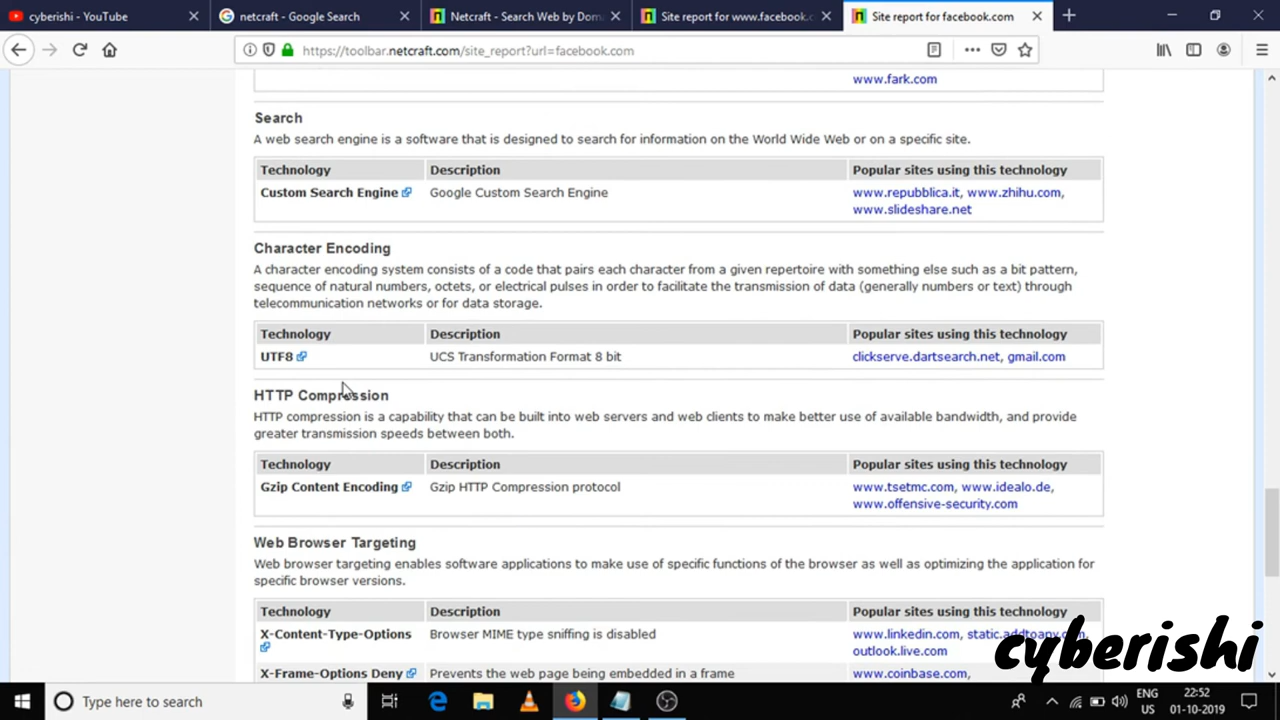 cyberishi - YouTube
netcraft - Google Search
Netcraft - Search Web by Dom
Site report for www.facebook.c
Site report for facebook.com
https://toolbar.netcraft.com/site_report?url=facebook.com
www.fark.com
Search
A web search engine is a software that is designed to search for information on the World Wide Web or on a specific site.
Technology Description Popular sites using this technology
Custom Search Engine Google Custom Search Engine www.repubblica.it, www.zhihu.com,
www.slideshare.net
Character Encoding
A character encoding system consists of a code that pairs each character from a given repertoire with something else such as a bit pattern,
sequence of natural numbers, octets, or electrical pulses in order to facilitate the transmission of data (generally numbers or text) through
telecommunication networks or for data storage.
Technology Description Popular sites using this technology
UTF8 UCS Transformation Format 8 bit clickserve.dartsearch.net, gmail.com
HTTP Compression
HTTP compression is a capability that can be built into web servers and web clients to make better use of available bandwidth, and provide
greater transmission speeds between both.
Technology Description Popular sites using this technology
Gzip Content Encoding Gzip HTTP Compression protocol www.tsetmc.com, www.idealo.de,
www.offensive-security.com
Web Browser Targeting
Web browser targeting enables software applications to make use of specific functions of the browser as well as optimizing the application for
specific browser versions.
Technology Description Popular sites using this technology
X-Content-Type-Options Browser MIME type sniffing is disabled www.linkedin.com, static.addtoany.com,
outlook.live.com
X-Frame-Options Deny Prevents the web page being embedded in a frame www.coinbase.com,
cyberishi
Type here to search
ENG
US
22:52
01-10-2019